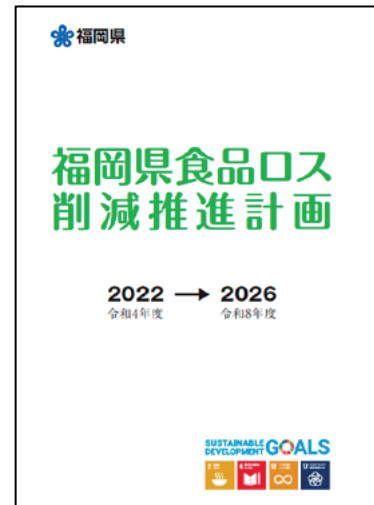 福岡県
福岡県食品ロス
削減推進計画
2022 → 2026
令和4年度 令和8年度
SUSTAINABLE
DEVELOPMENT GOALS